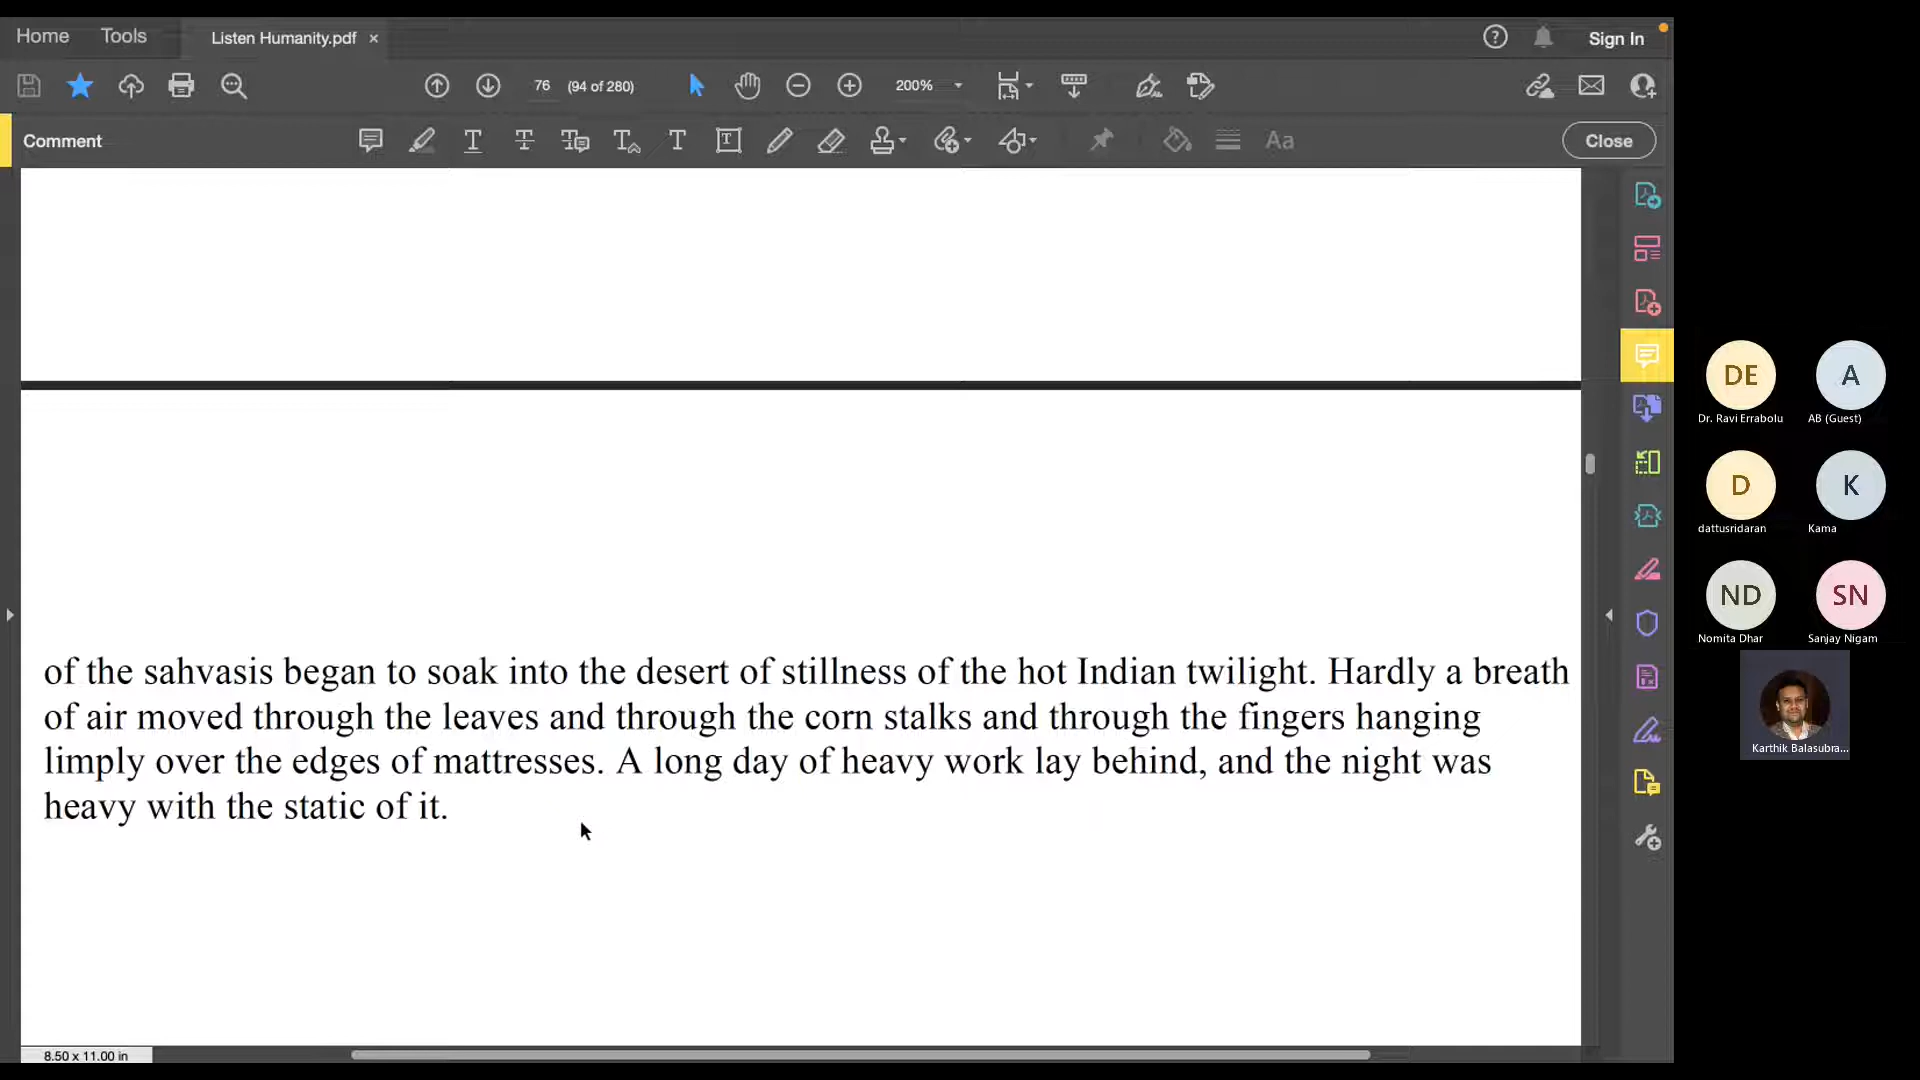 Home Tools Listen Humanity.pdf × Sign In
76 (94 of 280) 200%
Comment Close
of the sahvasis began to soak into the desert of stillness of the hot Indian twilight. Hardly a breath
of air moved through the leaves and through the corn stalks and through the fingers hanging
limply over the edges of mattresses. A long day of heavy work lay behind, and the night was
heavy with the static of it.
8.50 x 11.00 in
DE A
Dr. Ravi Errabolu AB (Guest)
D K
dattusridaran Kama
ND SN
Nomita Dhar Sanjay Nigam
Karthik Balasubra...